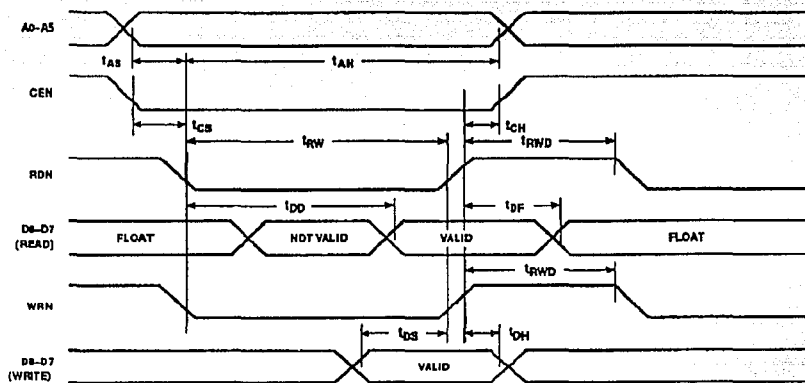 A0-A5
tAS
tAH
CEN
tCS
tCH
tRW
tRWD
RDN
tDD
tDF
D0-D7
(READ)
FLOAT
NOT VALID
VALID
FLOAT
tRWD
WRN
tDS
tDH
D0-D7
(WRITE)
VALID